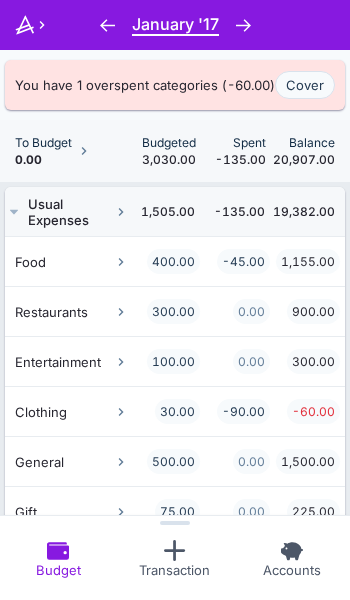 January '17
You have 1 overspent categories (-60.00) Cover
To Budget Budgeted Spent Balance
0.00 3,030.00 -135.00 20,907.00
Usual Expenses 1,505.00 -135.00 19,382.00
Food 400.00 -45.00 1,155.00
Restaurants 300.00 0.00 900.00
Entertainment 100.00 0.00 300.00
Clothing 30.00 -90.00 -60.00
General 500.00 0.00 1,500.00
Gift 75.00 0.00 225.00
Budget Transaction Accounts